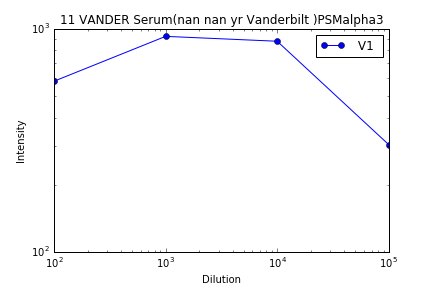 11 VANDER Serum(nan nan yr Vanderbilt )PSMalpha3
V1
10³
10²
Intensity
10² 10³ 10⁴ 10⁵
Dilution